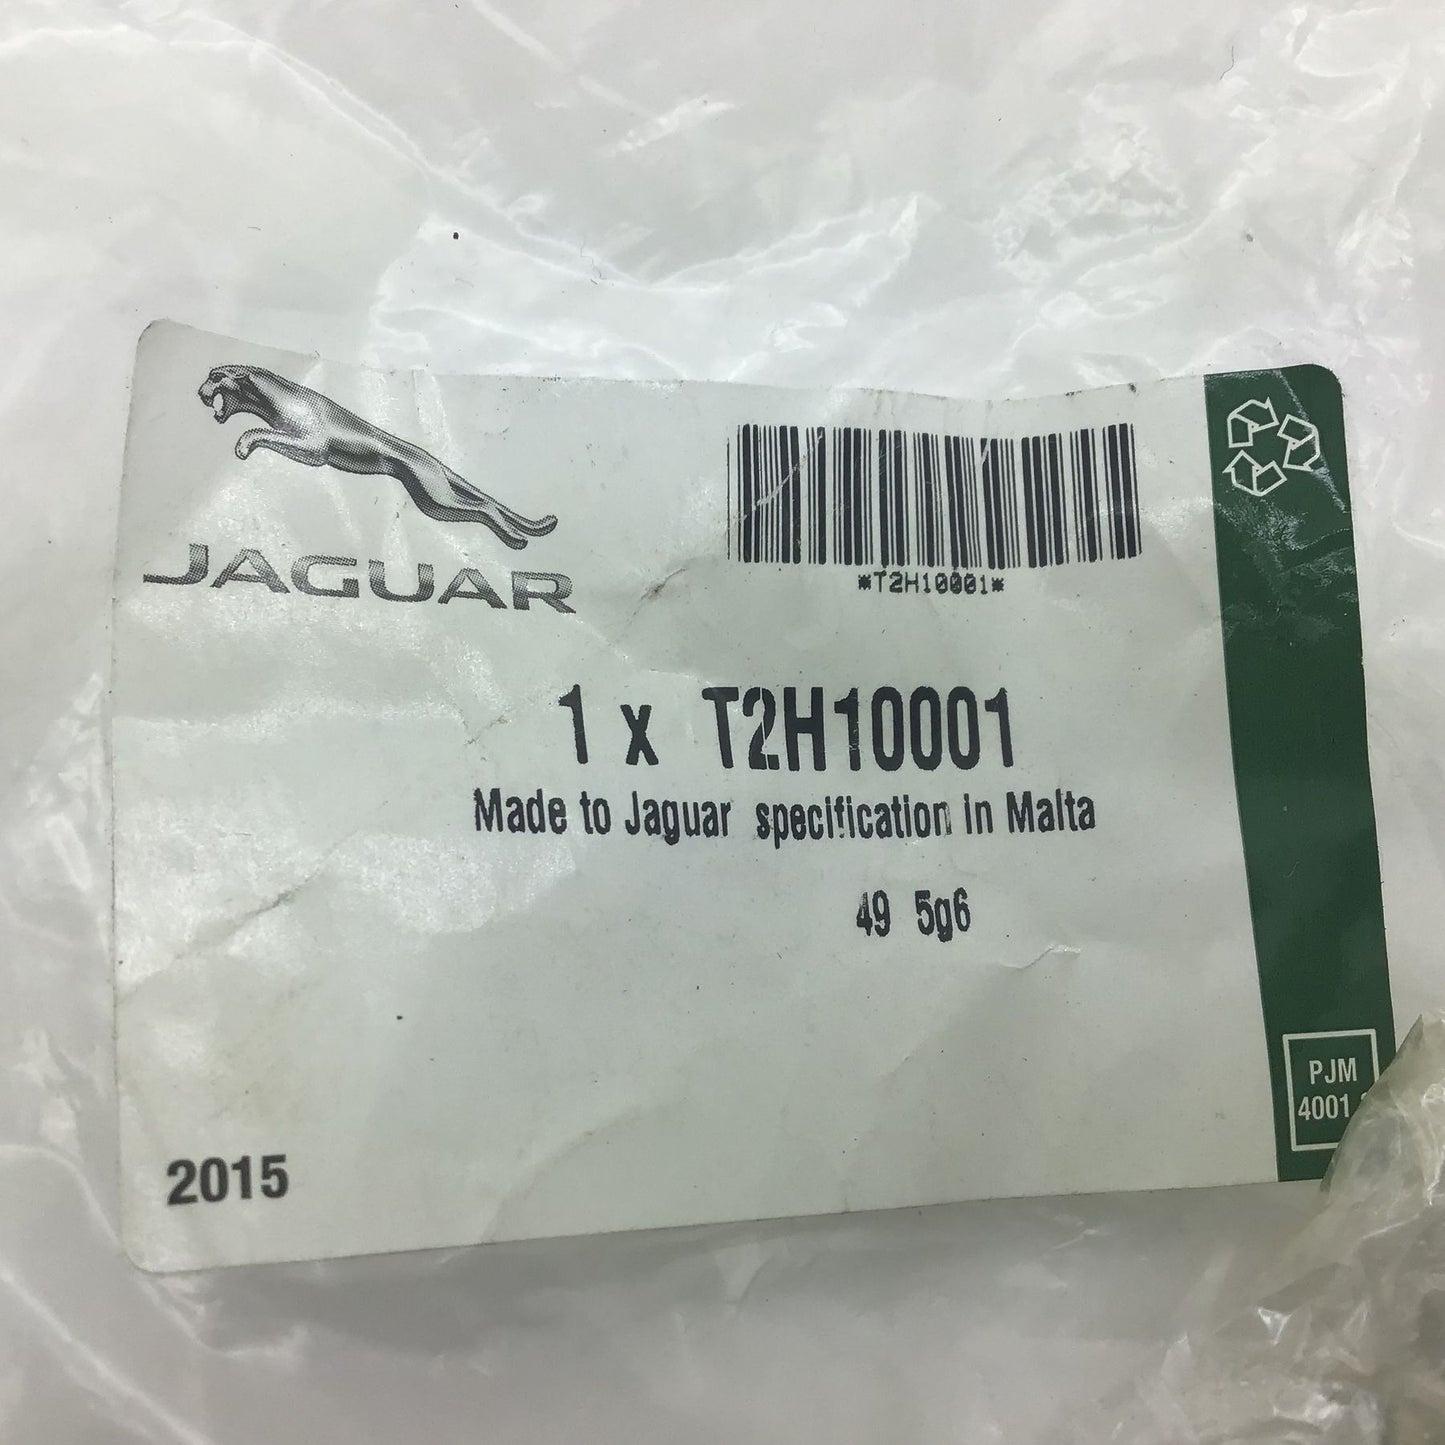 JAGUAR
*T2H10001*
1 x T2H10001
Made to Jaguar specification in Malta
49 5g6
2015
PJM
4001